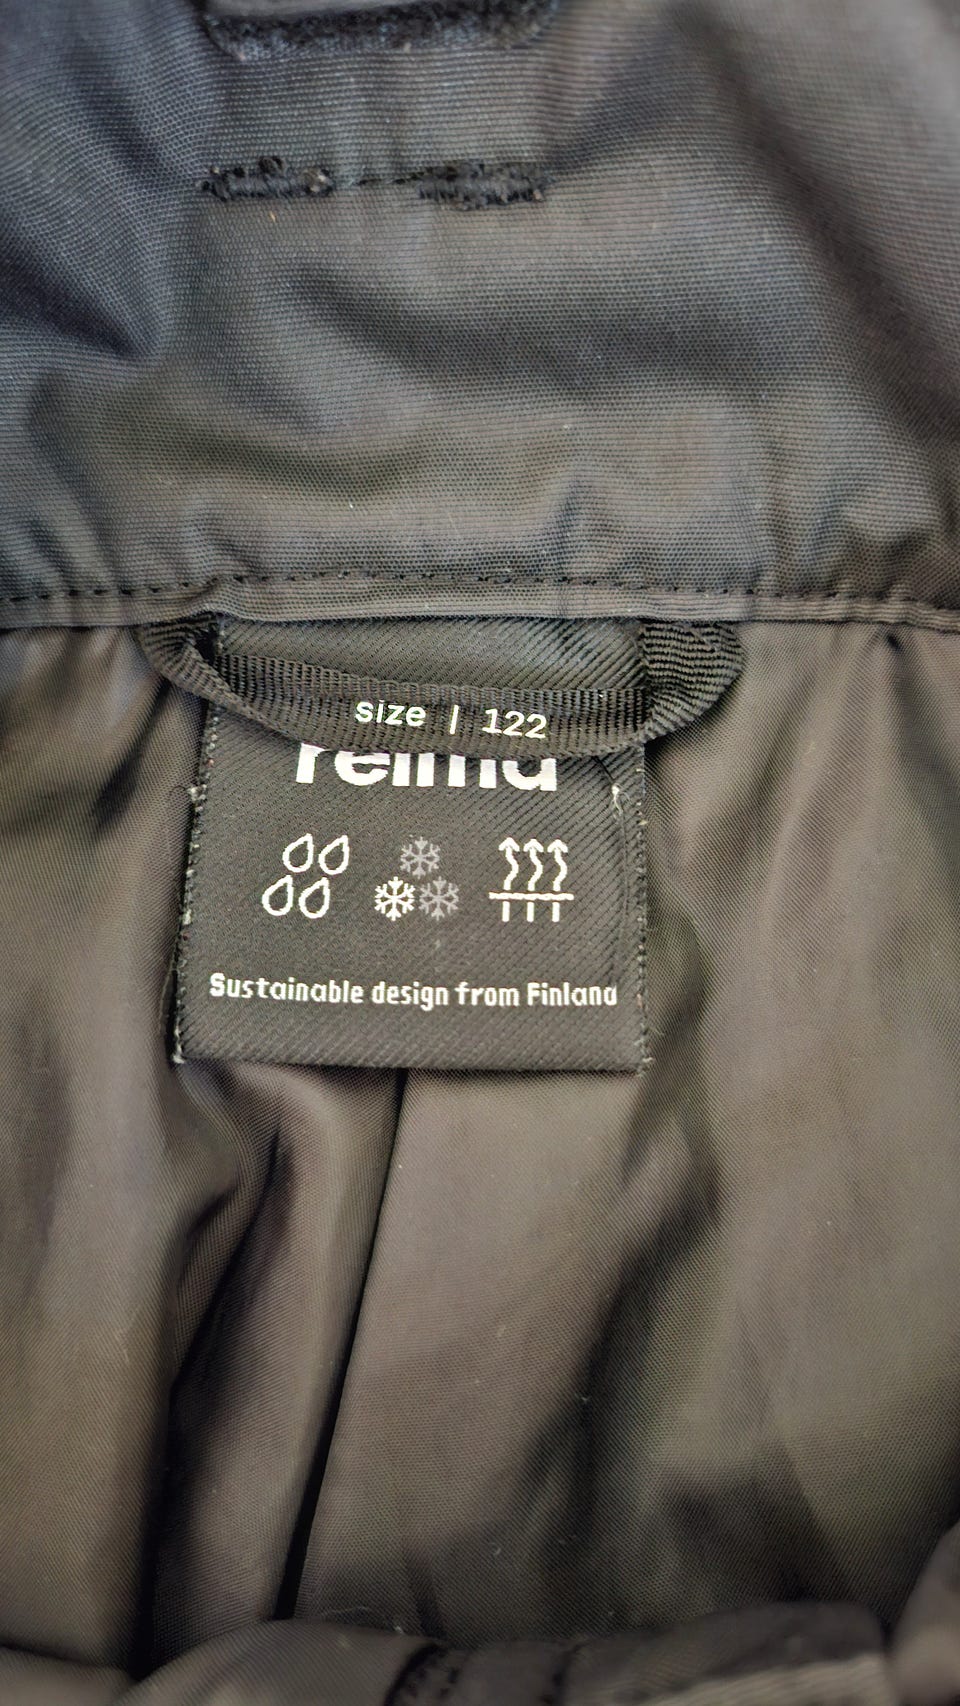 size | 122
reima
Sustainable design from Finland